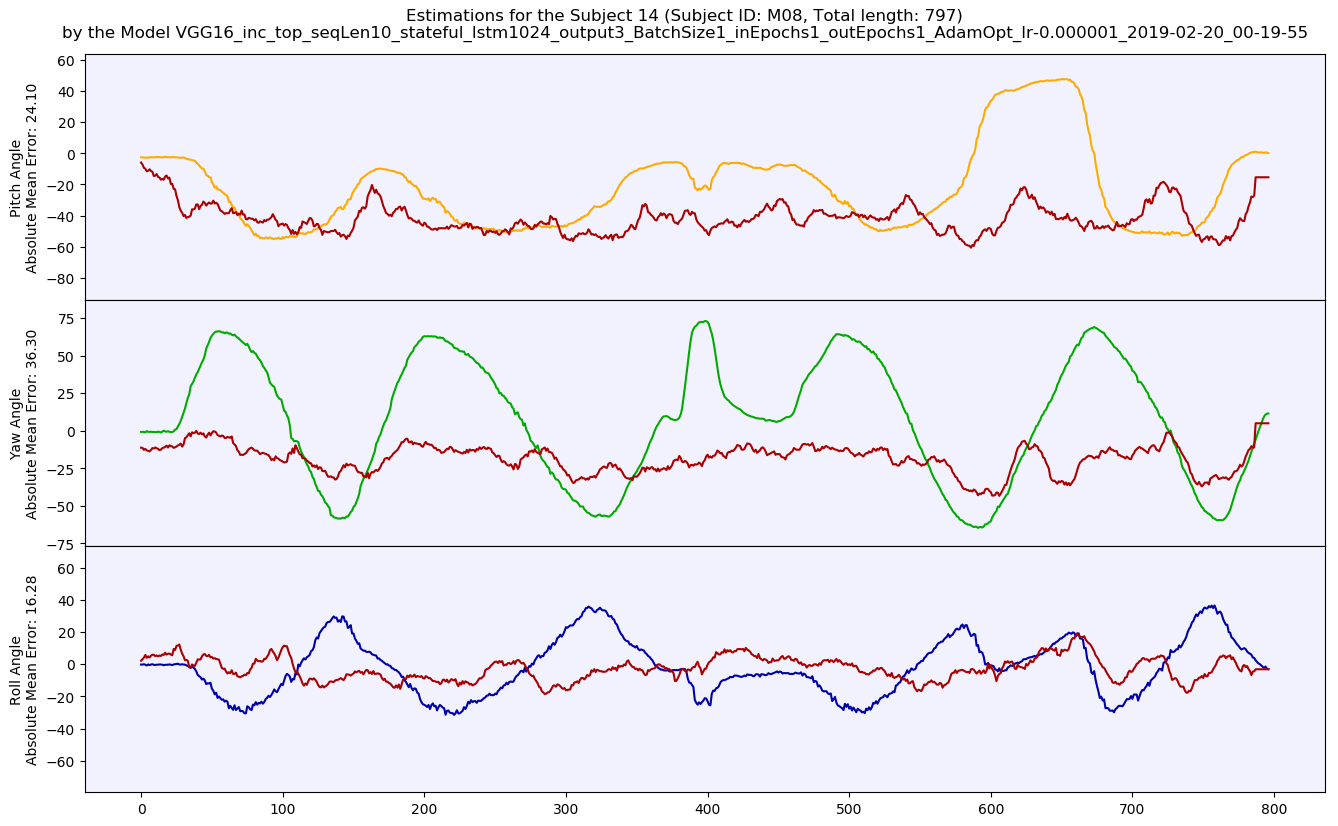 Estimations for the Subject 14 (Subject ID: M08, Total length: 797)
by the Model VGG16_inc_top_seqLen10_stateful_lstm1024_output3_BatchSize1_inEpochs1_outEpochs1_AdamOpt_lr-0.000001_2019-02-20_00-19-55
Pitch Angle
Absolute Mean Error: 24.10
60
40
20
0
−20
−40
−60
−80
Yaw Angle
Absolute Mean Error: 36.30
75
50
25
0
−25
−50
−75
Roll Angle
Absolute Mean Error: 16.28
60
40
20
0
−20
−40
−60
0 100 200 300 400 500 600 700 800